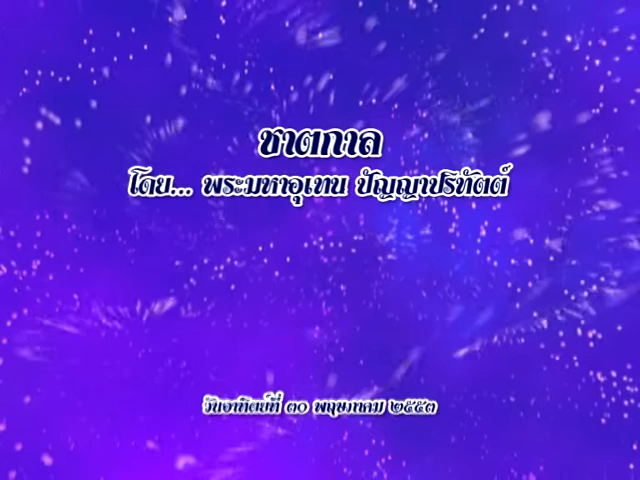 ชาตกาล
โดย... พระมหาอุเทน ปัญญาปริทัตต์
วันอาทิตย์ที่ ๓๐ พฤษภาคม ๒๕๕๓